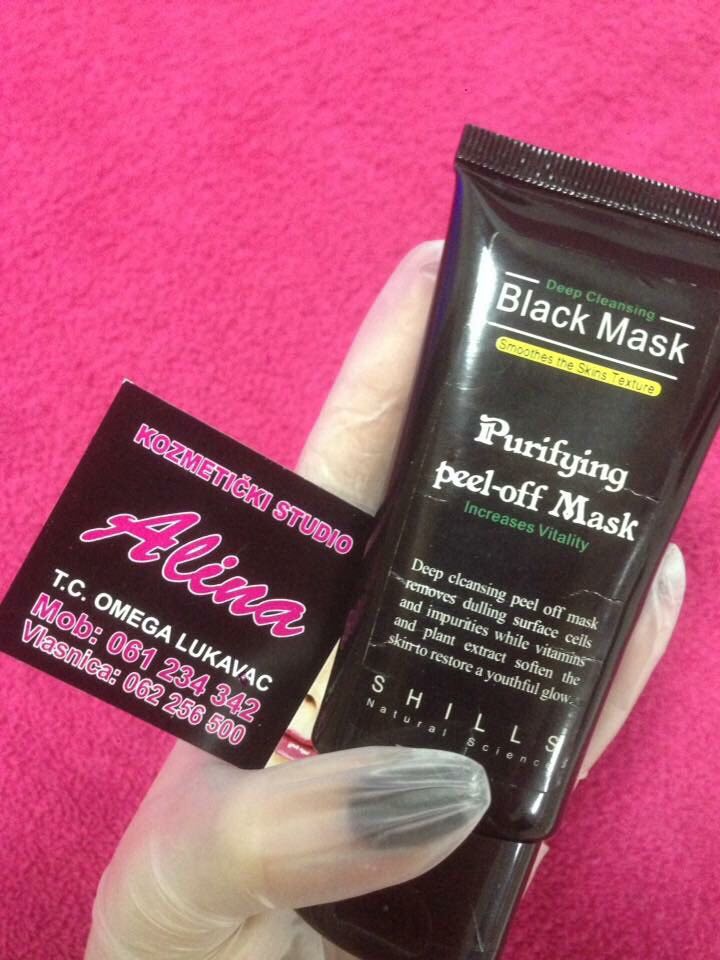 KOZMETIČKI STUDIO
Alina
T.C. OMEGA LUKAVAC
Mob: 061 234 342
Vlasnica: 062 256 500
Deep Cleansing
Black Mask
Smoothes the Skins Texture
Purifying
peel-off Mask
Increases Vitality
Deep cleansing peel off mask
removes dulling surface cells
and impurities while vitamins
and plant extract soften the
skin to restore a youthful glow.
SHILLS
Natural Sciences